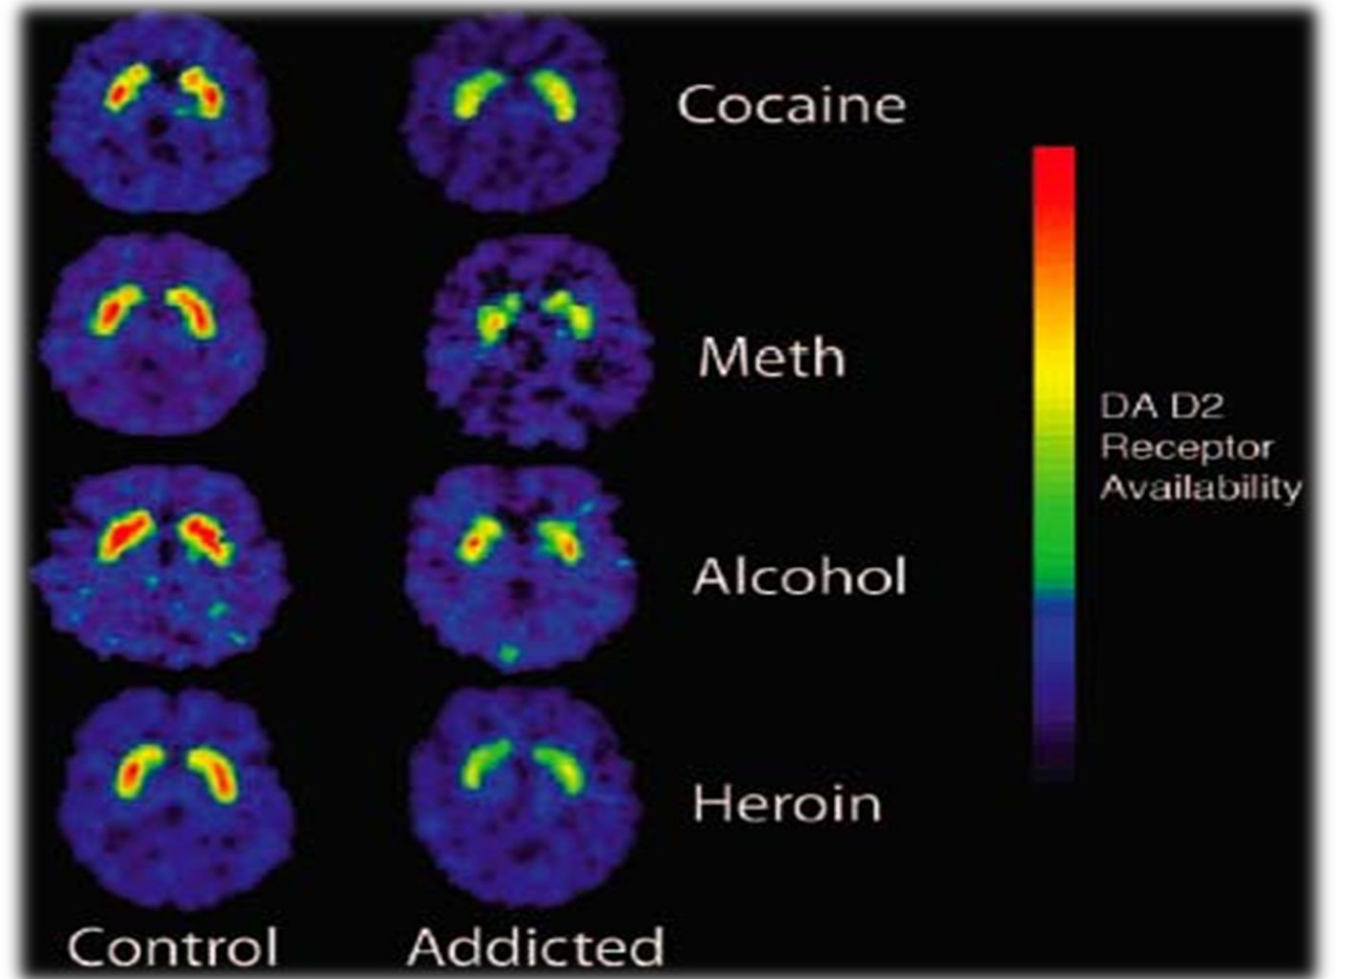 Cocaine
Meth
DA D2
Receptor
Availability
Alcohol
Heroin
Control Addicted